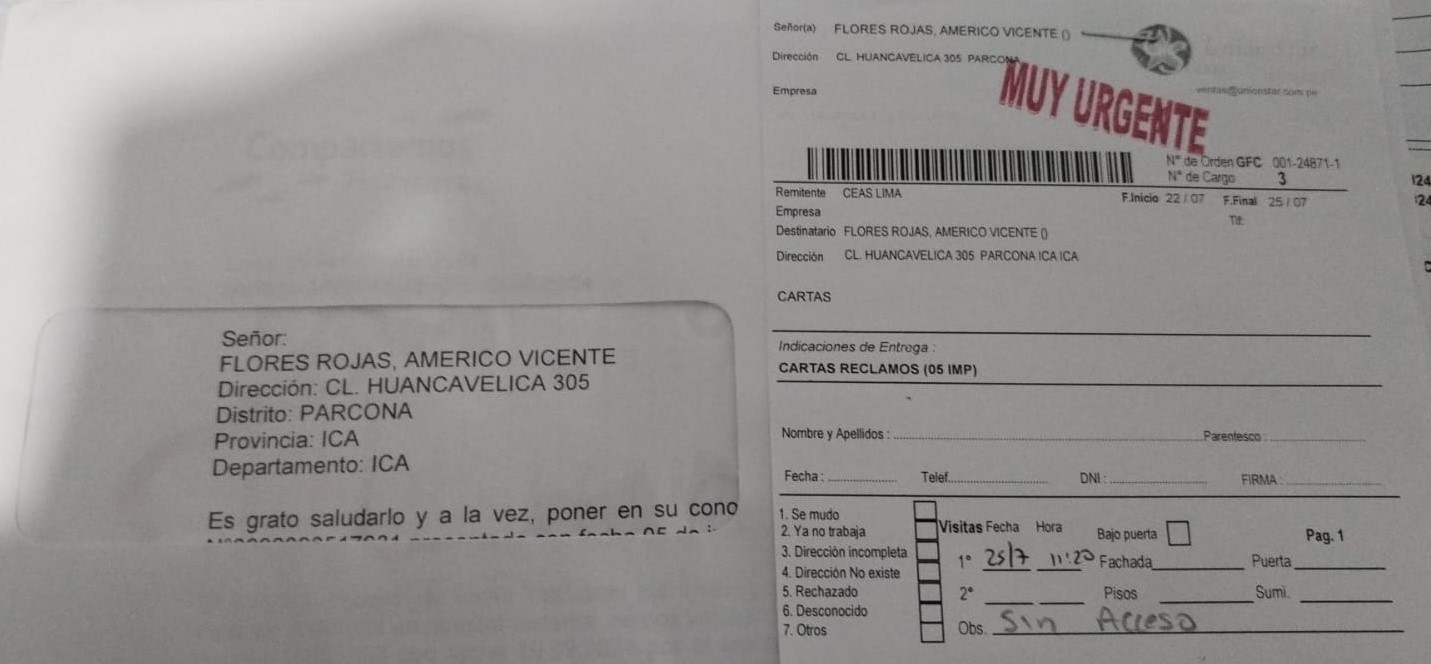 Compartamos
Señor:
FLORES ROJAS, AMERICO VICENTE
Dirección: CL. HUANCAVELICA 305
Distrito: PARCONA
Provincia: ICA
Departamento: ICA
Es grato saludarlo y a la vez, poner en su cono
Señor(a) FLORES ROJAS, AMERICO VICENTE ()
Dirección CL. HUANCAVELICA 305 PARCONA
Empresa
ventas@unionstar.com.pe
MUY URGENTE
N° de Orden GFC 001-24871-1
N° de Cargo 3
Remitente CEAS LIMA
F.Inicio 22 / 07 F.Final 25 / 07
Empresa
Tlf:
Destinatario FLORES ROJAS, AMERICO VICENTE ()
Dirección CL. HUANCAVELICA 305 PARCONA ICA ICA
CARTAS
Indicaciones de Entrega :
CARTAS RECLAMOS (05 IMP)
Nombre y Apellidos : Parentesco :
Fecha : Telef. DNI : FIRMA :
1. Se mudo
2. Ya no trabaja
3. Dirección incompleta
4. Dirección No existe
5. Rechazado
6. Desconocido
7. Otros
Visitas Fecha Hora Bajo puerta Pag. 1
1° 25/7 11:20 Fachada Puerta
2° Pisos Sumi.
Obs. Sin Acceso